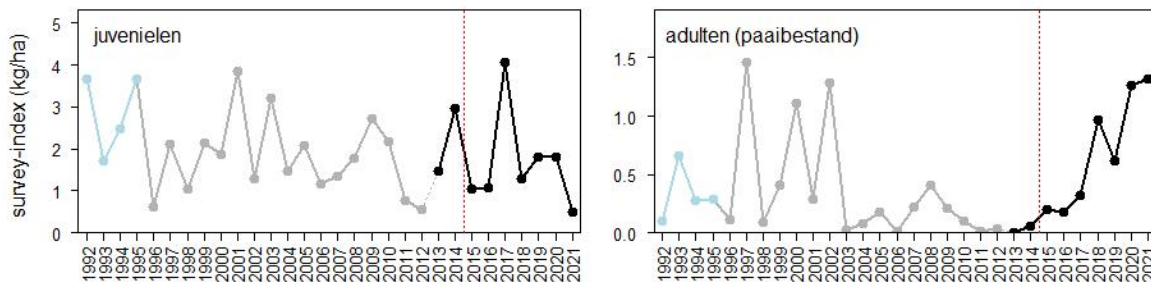 juvenielen
survey-index (kg/ha)
5
4
3
2
1
0
1992 1993 1994 1995 1996 1997 1998 1999 2000 2001 2002 2003 2004 2005 2006 2007 2008 2009 2010 2011 2012 2013 2014 2015 2016 2017 2018 2019 2020 2021
adulten (paaibestand)
1.5
1.0
0.5
0.0
1992 1993 1994 1995 1996 1997 1998 1999 2000 2001 2002 2003 2004 2005 2006 2007 2008 2009 2010 2011 2012 2013 2014 2015 2016 2017 2018 2019 2020 2021